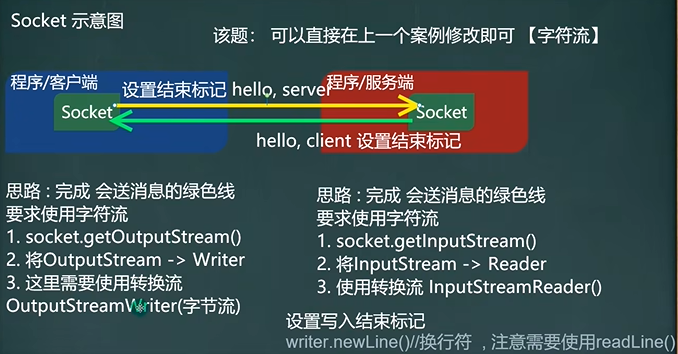 Socket 示意图
该题： 可以直接在上一个案例修改即可 【字符流】
程序/客户端
设置结束标记 hello, server
程序/服务端
Socket
Socket
hello, client 设置结束标记
思路 : 完成 会送消息的绿色线
要求使用字符流
1. socket.getOutputStream()
2. 将OutputStream -> Writer
3. 这里需要使用转换流
OutputStreamWriter(字节流)
思路 : 完成 会送消息的绿色线
要求使用字符流
1. socket.getInputStream()
2. 将InputStream -> Reader
3. 使用转换流 InputStreamReader()
设置写入结束标记
writer.newLine()//换行符 , 注意需要使用readLine()